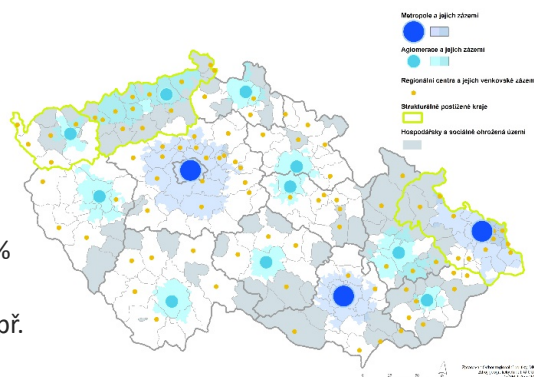 Metropole a jejich zázemí
Aglomerace a jejich zázemí
Regionální centra a jejich venkovské zázemí
Strukturálně postižené kraje
Hospodářsky a sociálně ohrožená území
%
př.